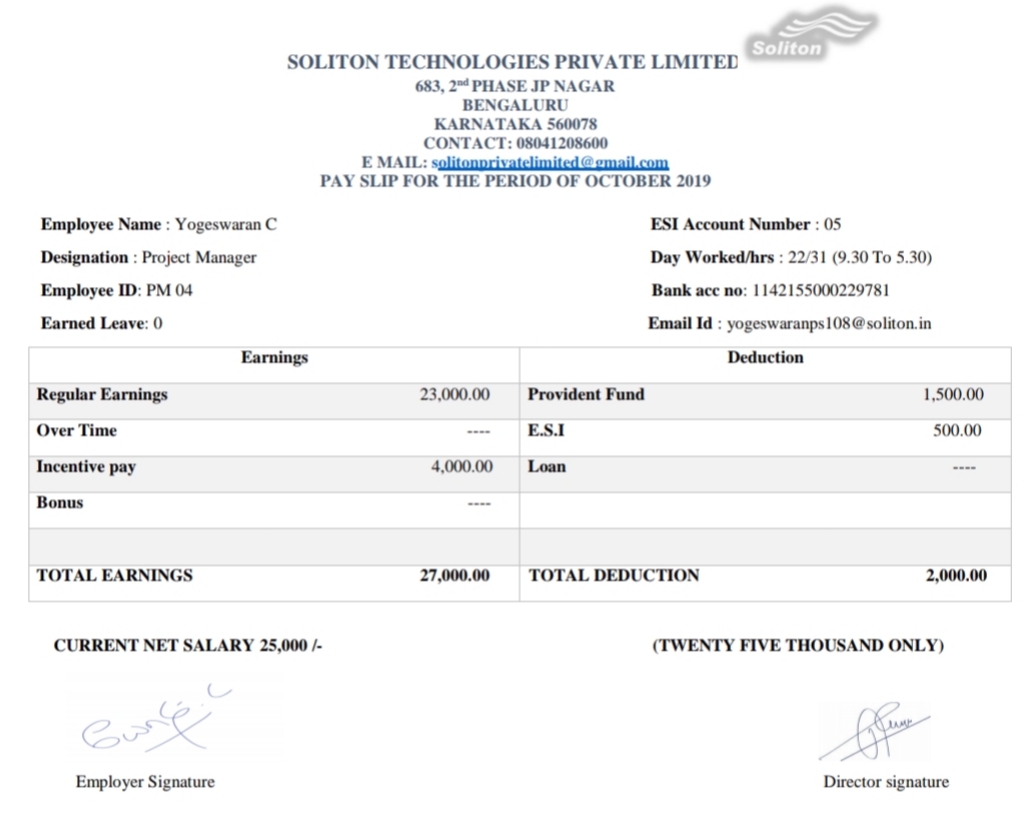 Soliton
SOLITON TECHNOLOGIES PRIVATE LIMITED
683, 2nd PHASE JP NAGAR
BENGALURU
KARNATAKA 560078
CONTACT: 08041208600
E MAIL: solitonprivatelimited@gmail.com
PAY SLIP FOR THE PERIOD OF OCTOBER 2019
Employee Name : Yogeswaran C ESI Account Number : 05
Designation : Project Manager Day Worked/hrs : 22/31 (9.30 To 5.30)
Employee ID: PM 04 Bank acc no: 1142155000229781
Earned Leave: 0 Email Id : yogeswaranps108@soliton.in
Earnings Deduction
Regular Earnings 23,000.00 Provident Fund 1,500.00
Over Time ---- E.S.I 500.00
Incentive pay 4,000.00 Loan ----
Bonus ----
TOTAL EARNINGS 27,000.00 TOTAL DEDUCTION 2,000.00
CURRENT NET SALARY 25,000 /- (TWENTY FIVE THOUSAND ONLY)
Employer Signature Director signature